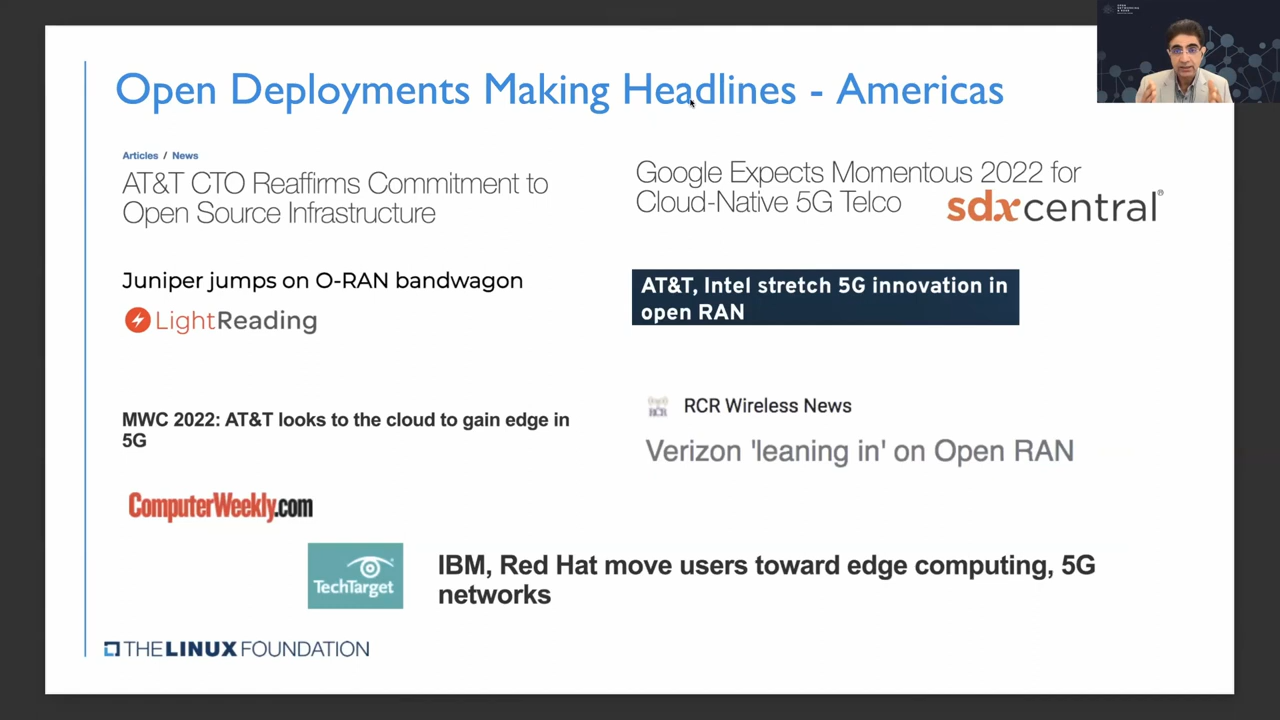 Open Deployments Making Headlines - Americas
Articles / News
AT&T CTO Reaffirms Commitment to
Open Source Infrastructure
Google Expects Momentous 2022 for
Cloud-Native 5G Telco
sdxcentral®
Juniper jumps on O-RAN bandwagon
LightReading
AT&T, Intel stretch 5G innovation in
open RAN
MWC 2022: AT&T looks to the cloud to gain edge in
5G
ComputerWeekly.com
RCR
RCR Wireless News
Verizon 'leaning in' on Open RAN
TechTarget
IBM, Red Hat move users toward edge computing, 5G
networks
THE LINUX FOUNDATION